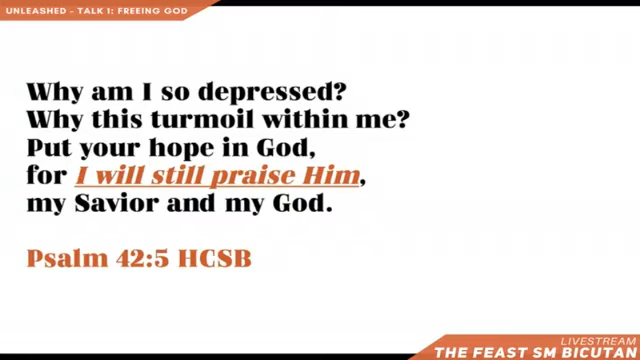 UNLEASHED - TALK 1: FREEING GOD
Why am I so depressed?
Why this turmoil within me?
Put your hope in God,
for I will still praise Him,
my Savior and my God.
Psalm 42:5 HCSB
LIVESTREAM
THE FEAST SM BICUTAN